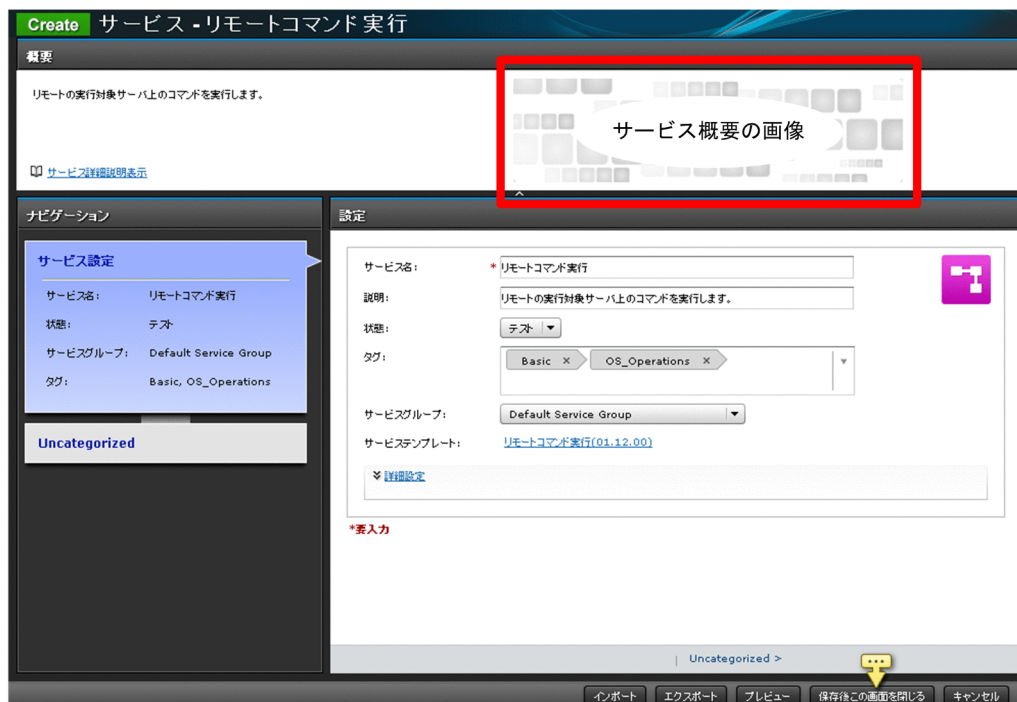 Create サービス - リモートコマンド実行
概要
リモートの実行対象サーバ上のコマンドを実行します。
サービス概要の画像
サービス詳細説明表示
ナビゲーション
サービス設定
サービス名: リモートコマンド実行
状態: テスト
サービスグループ: Default Service Group
タグ: Basic, OS_Operations
Uncategorized
設定
サービス名: * リモートコマンド実行
説明: リモートの実行対象サーバ上のコマンドを実行します。
状態: テスト
タグ: Basic × OS_Operations ×
サービスグループ: Default Service Group
サービステンプレート: リモートコマンド実行(01.12.00)
詳細設定
*要入力
Uncategorized >
インポート エクスポート プレビュー 保存後この画面を閉じる キャンセル